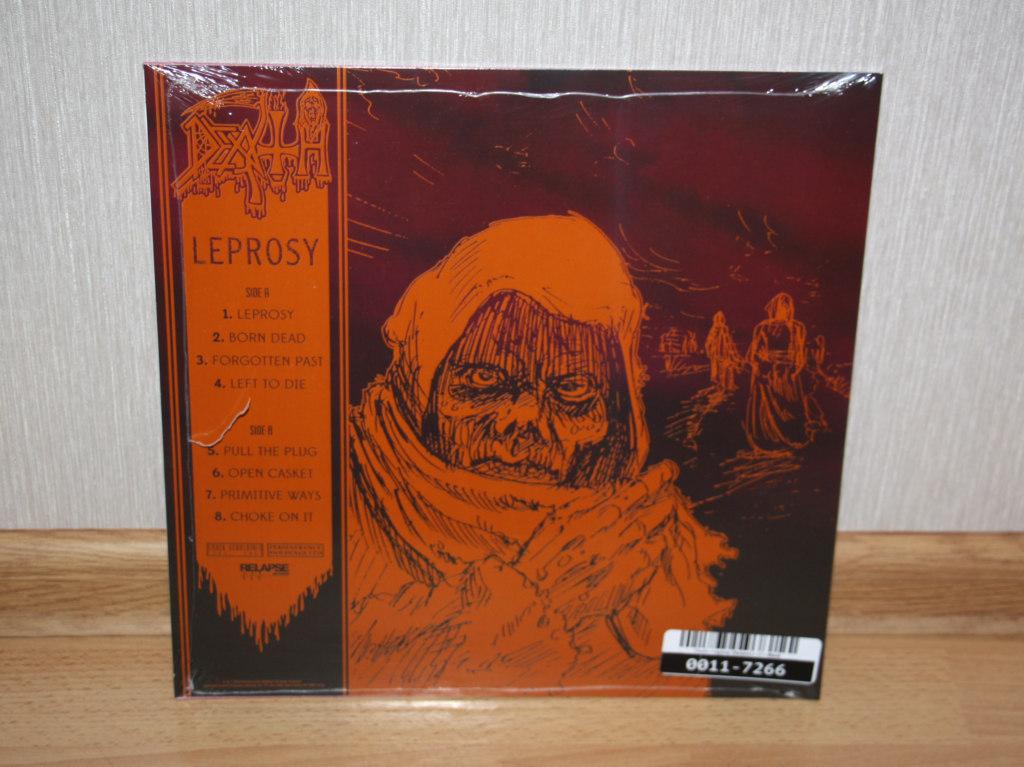 DEATH
LEPROSY
SIDE A
1. LEPROSY
2. BORN DEAD
3. FORGOTTEN PAST
4. LEFT TO DIE
SIDE B
5. PULL THE PLUG
6. OPEN CASKET
7. PRIMITIVE WAYS
8. CHOKE ON IT
RELAPSE
0011-7266